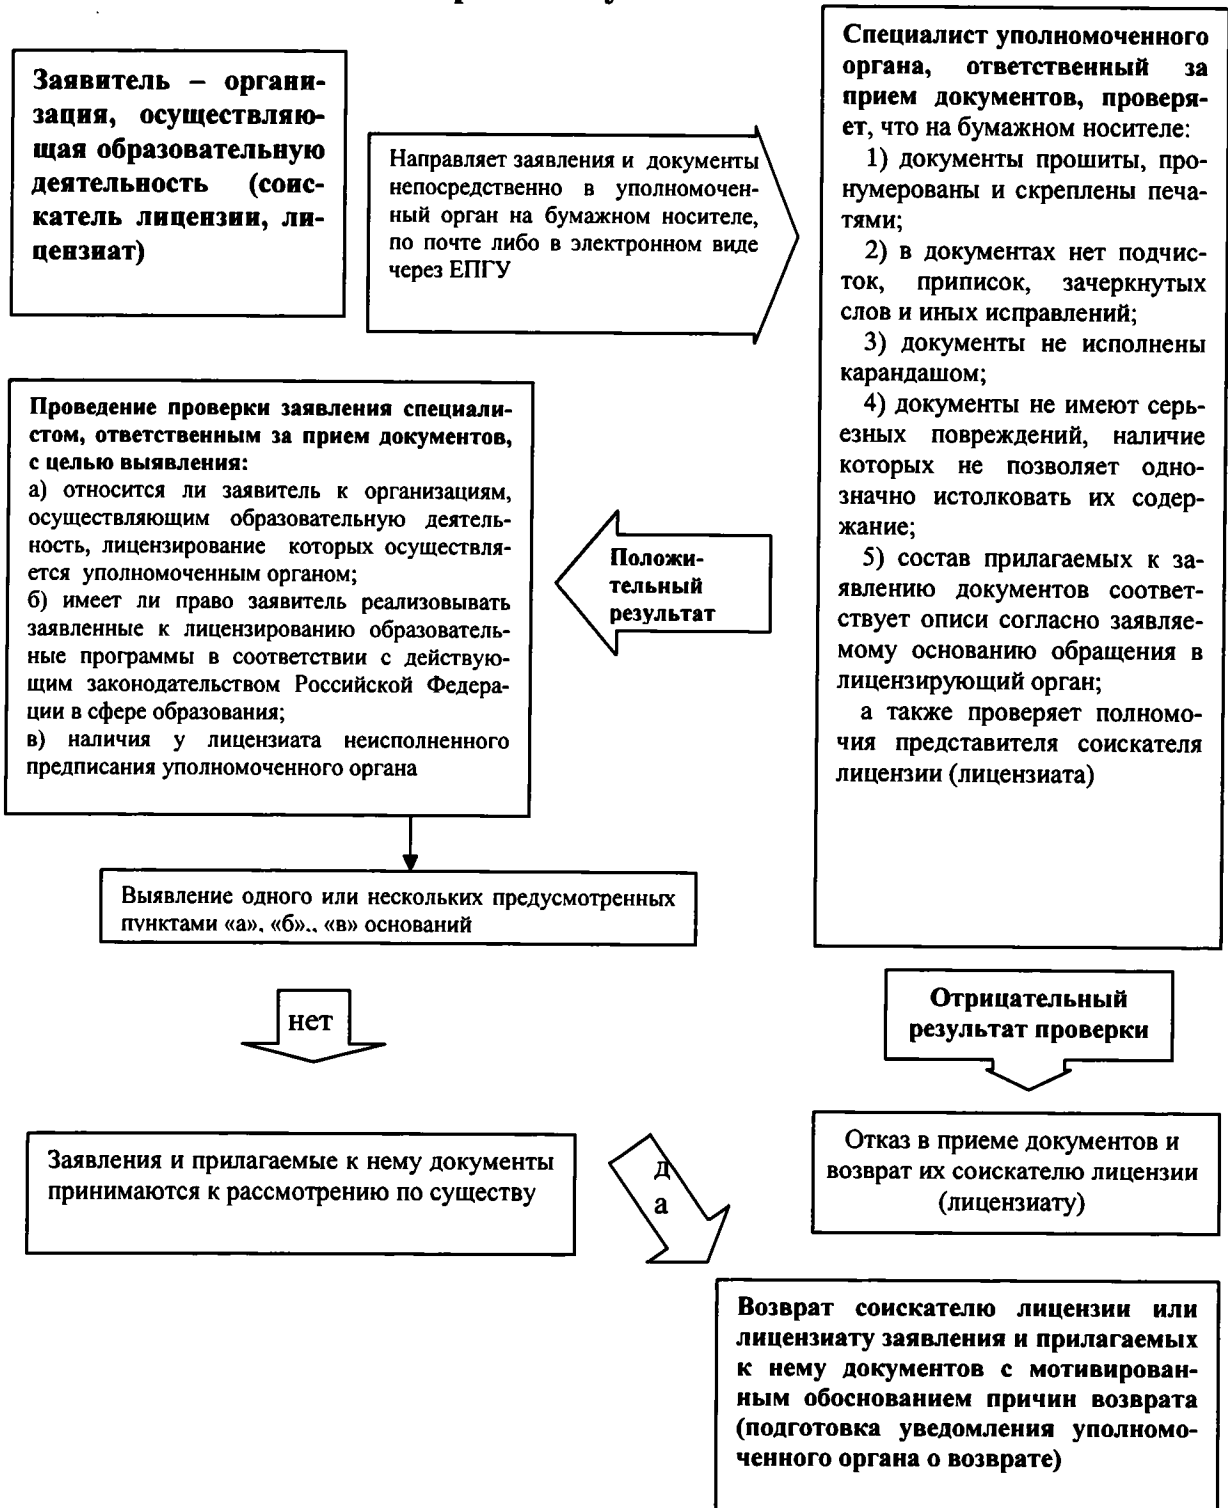 Заявитель – органи-
зация, осуществляю-
щая образовательную
деятельность (соис-
катель лицензии, ли-
цензиат)
Направляет заявления и документы
непосредственно в уполномочен-
ный орган на бумажном носителе,
по почте либо в электронном виде
через ЕПГУ
Специалист уполномоченного
органа, ответственный за
прием документов, проверя-
ет, что на бумажном носителе:
1) документы прошиты, про-
нумерованы и скреплены печа-
тями;
2) в документах нет подчис-
ток, приписок, зачеркнутых
слов и иных исправлений;
3) документы не исполнены
карандашом;
4) документы не имеют серь-
езных повреждений, наличие
которых не позволяет одно-
значно истолковать их содер-
жание;
5) состав прилагаемых к за-
явлению документов соответ-
ствует описи согласно заявляе-
мому основанию обращения в
лицензирующий орган;
а также проверяет полномо-
чия представителя соискателя
лицензии (лицензиата)
Положи-
тельный
результат
Проведение проверки заявления специали-
стом, ответственным за прием документов,
с целью выявления:
а) относится ли заявитель к организациям,
осуществляющим образовательную деятель-
ность, лицензирование которых осуществля-
ется уполномоченным органом;
б) имеет ли право заявитель реализовывать
заявленные к лицензированию образователь-
ные программы в соответствии с действую-
щим законодательством Российской Федера-
ции в сфере образования;
в) наличия у лицензиата неисполненного
предписания уполномоченного органа
Выявление одного или нескольких предусмотренных
пунктами «а», «б»., «в» оснований
нет
Отрицательный
результат проверки
Заявления и прилагаемые к нему документы
принимаются к рассмотрению по существу
д
а
Отказ в приеме документов и
возврат их соискателю лицензии
(лицензиату)
Возврат соискателю лицензии или
лицензиату заявления и прилагаемых
к нему документов с мотивирован-
ным обоснованием причин возврата
(подготовка уведомления уполномо-
ченного органа о возврате)